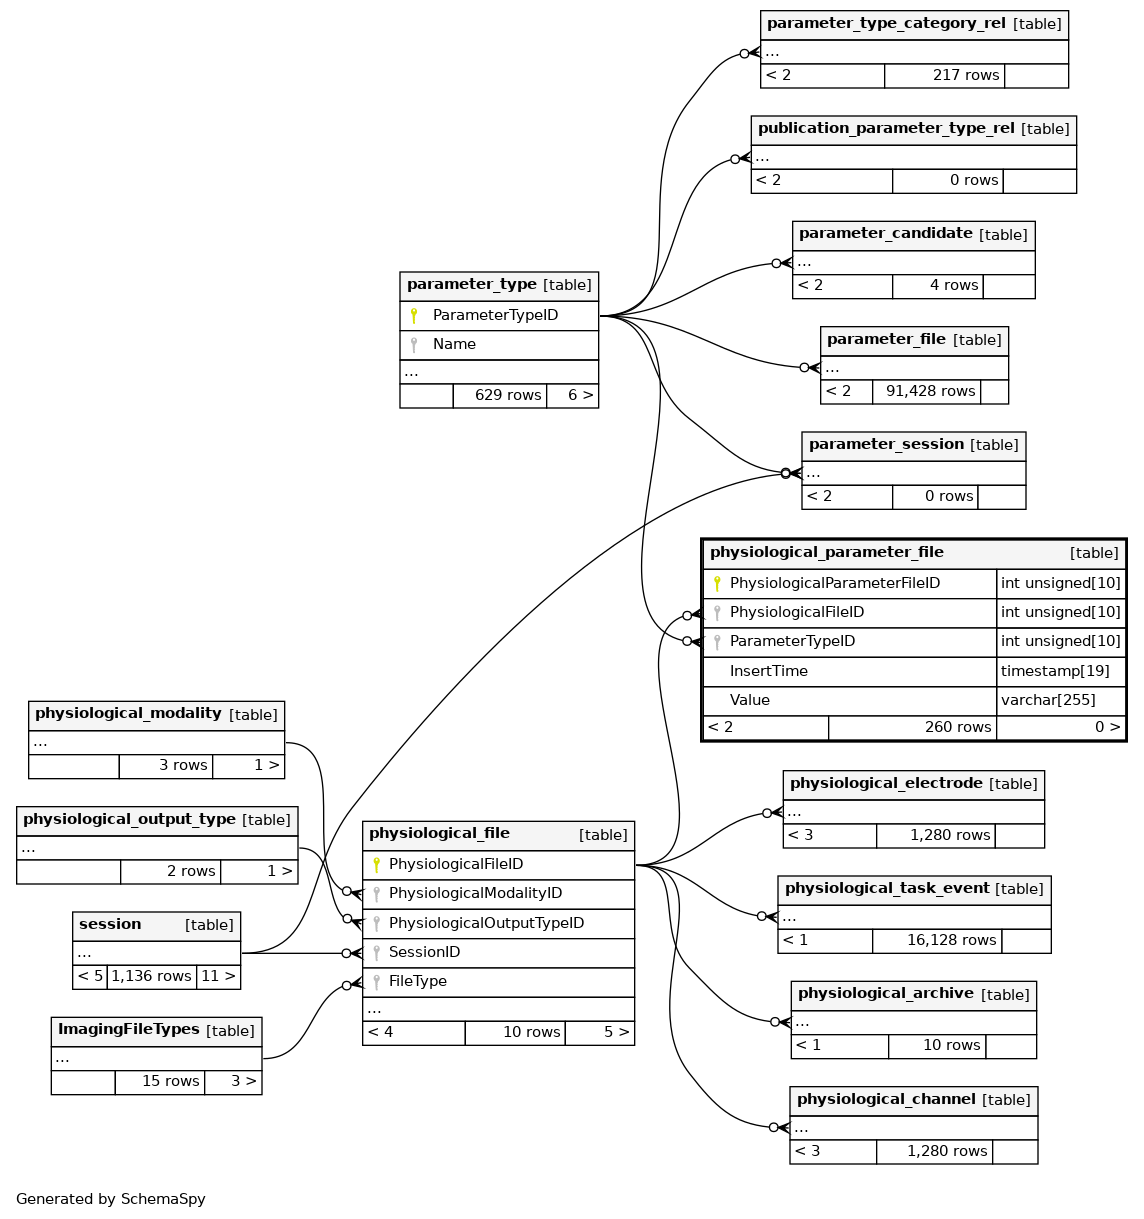 parameter_type_category_rel [table]
...
< 2 217 rows
publication_parameter_type_rel [table]
...
< 2 0 rows
parameter_candidate [table]
...
< 2 4 rows
parameter_type [table]
ParameterTypeID
Name
...
629 rows 6 >
parameter_file [table]
...
< 2 91,428 rows
parameter_session [table]
...
< 2 0 rows
physiological_parameter_file [table]
PhysiologicalParameterFileID int unsigned[10]
PhysiologicalFileID int unsigned[10]
ParameterTypeID int unsigned[10]
InsertTime timestamp[19]
Value varchar[255]
< 2 260 rows 0 >
physiological_modality [table]
...
3 rows 1 >
physiological_output_type [table]
...
2 rows 1 >
session [table]
...
< 5 1,136 rows 11 >
ImagingFileTypes [table]
...
15 rows 3 >
physiological_file [table]
PhysiologicalFileID
PhysiologicalModalityID
PhysiologicalOutputTypeID
SessionID
FileType
...
< 4 10 rows 5 >
physiological_electrode [table]
...
< 3 1,280 rows
physiological_task_event [table]
...
< 1 16,128 rows
physiological_archive [table]
...
< 1 10 rows
physiological_channel [table]
...
< 3 1,280 rows
Generated by SchemaSpy